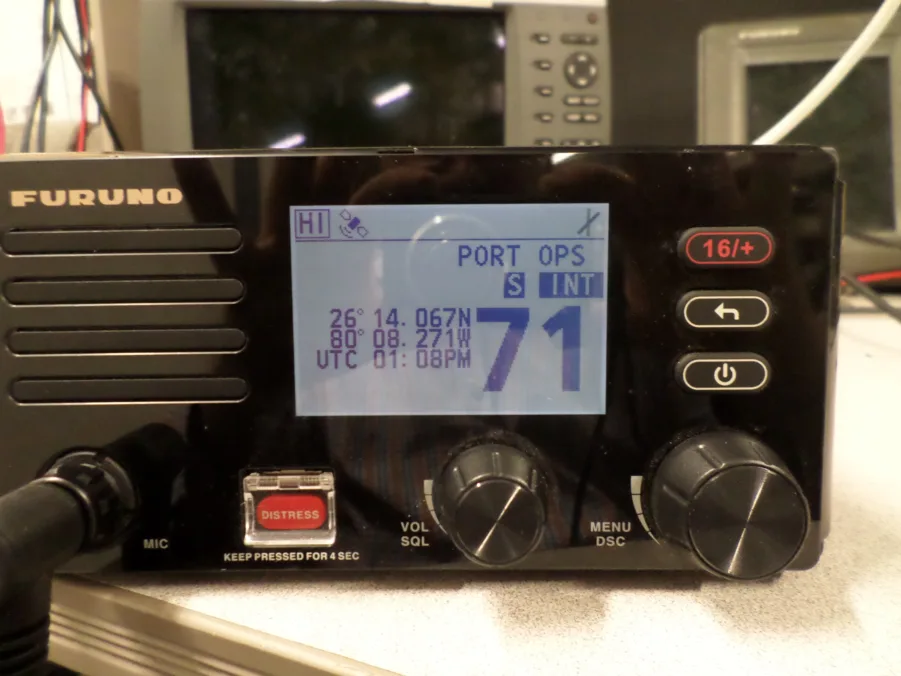 FURUNO
FURUNO
HI
PORT OPS
S INT
26° 14. 067N
80° 08. 271W
UTC 01: 08PM
71
16/+
DISTRESS
KEEP PRESSED FOR 4 SEC
MIC
VOL
SQL
MENU
DSC